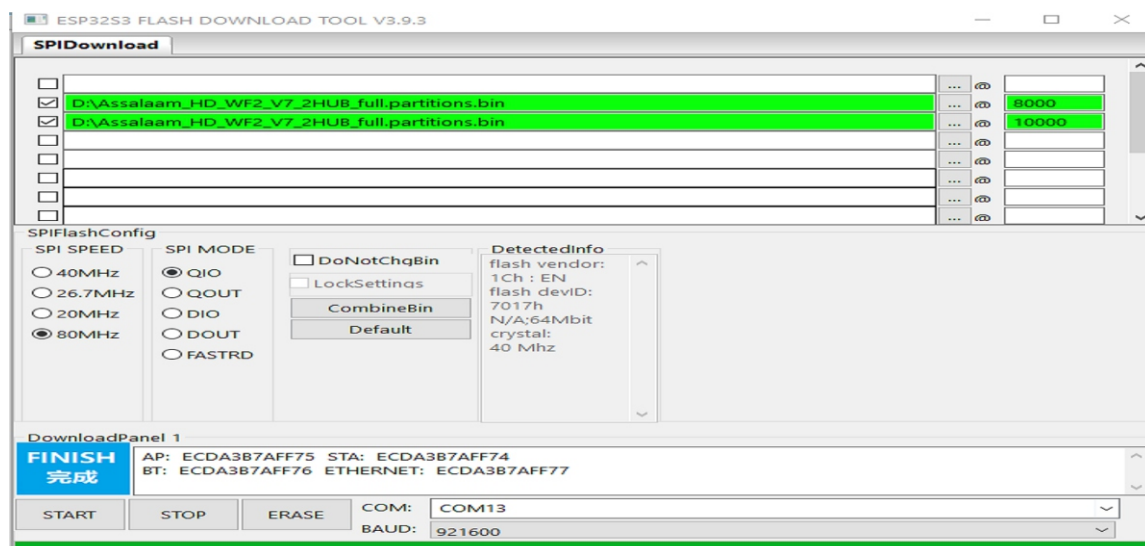 ESP32S3 FLASH DOWNLOAD TOOL V3.9.3
SPIDownload
... @
D:\Assalaam_HD_WF2_V7_2HUB_full.partitions.bin ... @ 8000
D:\Assalaam_HD_WF2_V7_2HUB_full.partitions.bin ... @ 10000
... @
... @
... @
... @
... @
SPIFlashConfig
SPI SPEED
40MHz
26.7MHz
20MHz
80MHz
SPI MODE
QIO
QOUT
DIO
DOUT
FASTRD
DoNotChgBin
LockSettings
CombineBin
Default
DetectedInfo
flash vendor:
1Ch : EN
flash devID:
7017h
N/A;64Mbit
crystal:
40 Mhz
DownloadPanel 1
FINISH
完成
AP: ECDA3B7AFF75 STA: ECDA3B7AFF74
BT: ECDA3B7AFF76 ETHERNET: ECDA3B7AFF77
START STOP ERASE
COM: COM13
BAUD: 921600